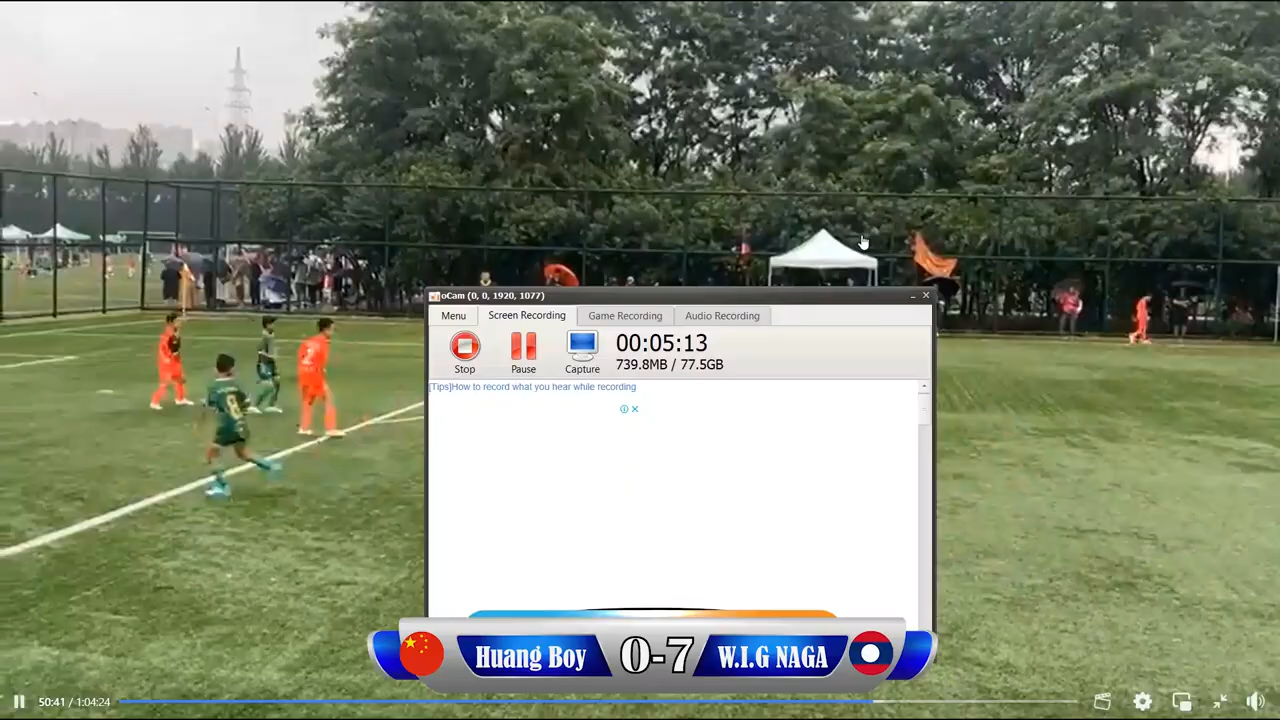 oCam (0, 0, 1920, 1077)
Menu
Screen Recording
Game Recording
Audio Recording
00:05:13
739.8MB / 77.5GB
Stop
Pause
Capture
[Tips]How to record what you hear while recording
8
Huang Boy
0-7
W.I.G NAGA
50:41 / 1:04:24